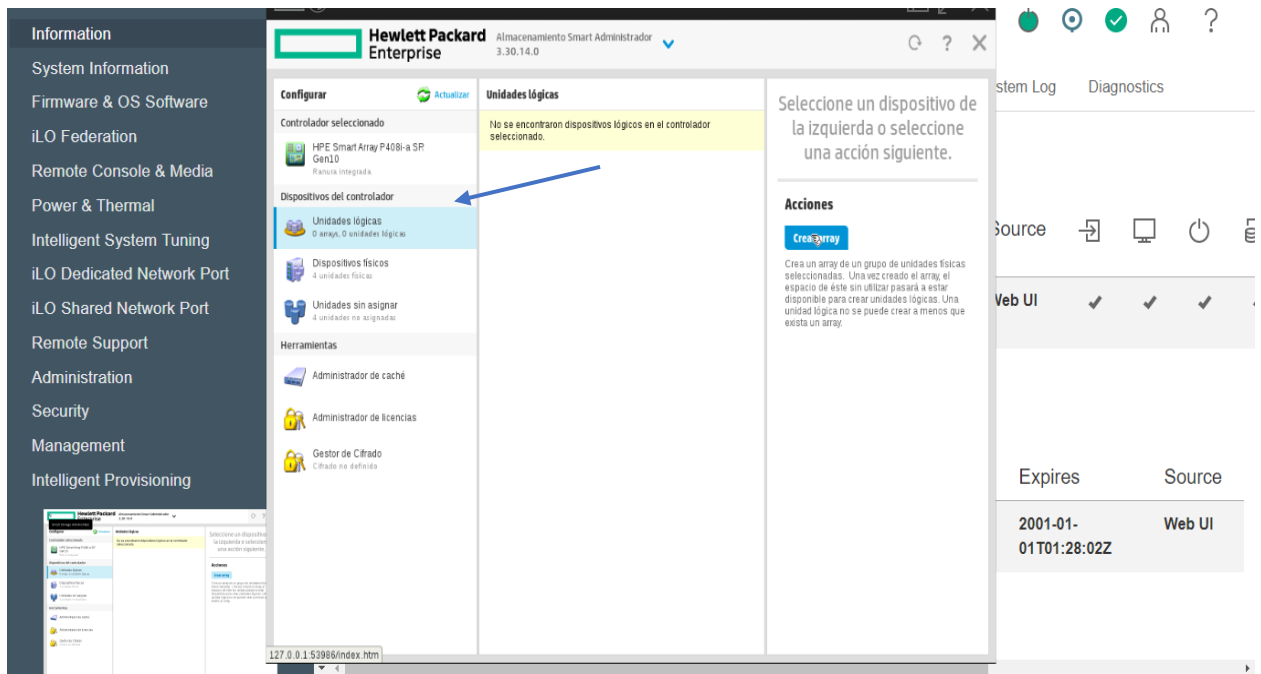 Information
System Information
Firmware & OS Software
iLO Federation
Remote Console & Media
Power & Thermal
Intelligent System Tuning
iLO Dedicated Network Port
iLO Shared Network Port
Remote Support
Administration
Security
Management
Intelligent Provisioning
Hewlett Packard
Enterprise
Almacenamiento Smart Administrador
3.30.14.0
?
Configurar
Actualizar
Controlador seleccionado
HPE Smart Array P408i-a SR
Gen10
Ranura integrada
Dispositivos del controlador
Unidades lógicas
0 arrays, 0 unidades lógicas
Dispositivos físicos
4 unidades físicas
Unidades sin asignar
4 unidades no asignadas
Herramientas
Administrador de caché
Administrador de licencias
Gestor de Cifrado
Cifrado no definido
Unidades lógicas
No se encontraron dispositivos lógicos en el controlador
seleccionado.
Seleccione un dispositivo de
la izquierda o seleccione
una acción siguiente.
Acciones
Crea array
Crea un array de un grupo de unidades físicas
seleccionadas. Una vez creado el array, el
espacio de éste sin utilizar pasará a estar
disponible para crear unidades lógicas. Una
unidad lógica no se puede crear a menos que
exista un array.
127.0.0.1:53986/index.htm
?
stem Log Diagnostics
Source
Web UI
Expires Source
2001-01- Web UI
01T01:28:02Z